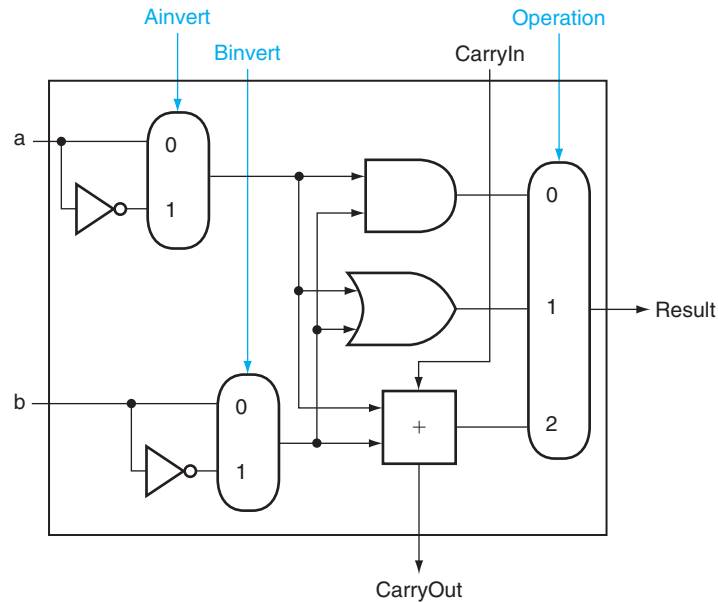 Ainvert
Operation
Binvert
CarryIn
a
0
1
0
1
Result
b
0
1
+
2
CarryOut